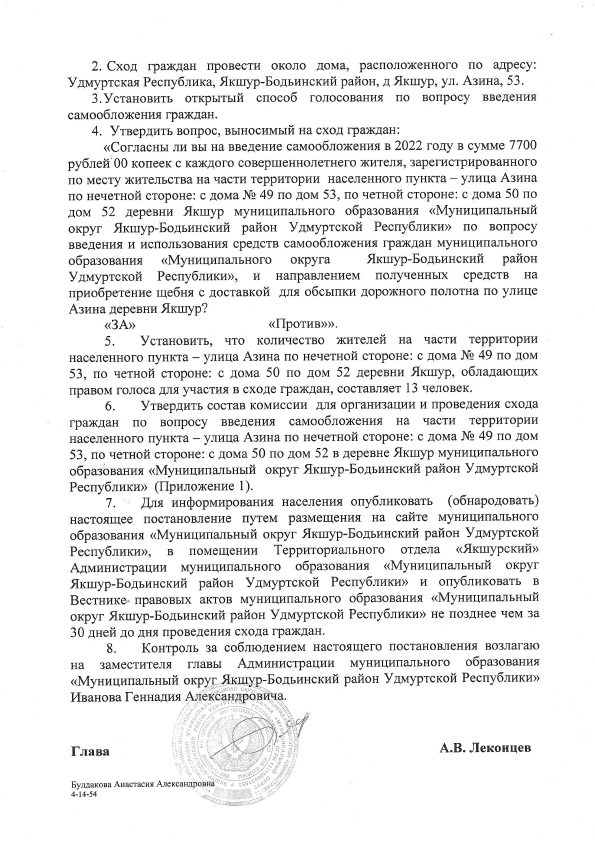 2. Сход граждан провести около дома, расположенного по адресу:
Удмуртская Республика, Якшур-Бодьинский район, д Якшур, ул. Азина, 53.
3.Установить открытый способ голосования по вопросу введения
самообложения граждан.
4. Утвердить вопрос, выносимый на сход граждан:
«Согласны ли вы на введение самообложения в 2022 году в сумме 7700
рублей 00 копеек с каждого совершеннолетнего жителя, зарегистрированного
по месту жительства на части территории населенного пункта – улица Азина
по нечетной стороне: с дома № 49 по дом 53, по четной стороне: с дома 50 по
дом 52 деревни Якшур муниципального образования «Муниципальный
округ Якшур-Бодьинский район Удмуртской Республики» по вопросу
введения и использования средств самообложения граждан муниципального
образования «Муниципального округа Якшур-Бодьинский район
Удмуртской Республики», и направлением полученных средств на
приобретение щебня с доставкой для обсыпки дорожного полотна по улице
Азина деревни Якшур?
«ЗА» «Против»».
5. Установить, что количество жителей на части территории
населенного пункта – улица Азина по нечетной стороне: с дома № 49 по дом
53, по четной стороне: с дома 50 по дом 52 деревни Якшур, обладающих
правом голоса для участия в сходе граждан, составляет 13 человек.
6. Утвердить состав комиссии для организации и проведения схода
граждан по вопросу введения самообложения на части территории
населенного пункта – улица Азина по нечетной стороне: с дома № 49 по дом
53, по четной стороне: с дома 50 по дом 52 в деревне Якшур муниципального
образования «Муниципальный округ Якшур-Бодьинский район Удмуртской
Республики» (Приложение 1).
7. Для информирования населения опубликовать (обнародовать)
настоящее постановление путем размещения на сайте муниципального
образования «Муниципальный округ Якшур-Бодьинский район Удмуртской
Республики», в помещении Территориального отдела «Якшурский»
Администрации муниципального образования «Муниципальный округ
Якшур-Бодьинский район Удмуртской Республики» и опубликовать в
Вестнике правовых актов муниципального образования «Муниципальный
округ Якшур-Бодьинский район Удмуртской Республики» не позднее чем за
30 дней до дня проведения схода граждан.
8. Контроль за соблюдением настоящего постановления возлагаю
на заместителя главы Администрации муниципального образования
«Муниципальный округ Якшур-Бодьинский район Удмуртской Республики»
Иванова Геннадия Александровича.
Глава А.В. Леконцев
Булдакова Анастасия Александровна
4-14-54